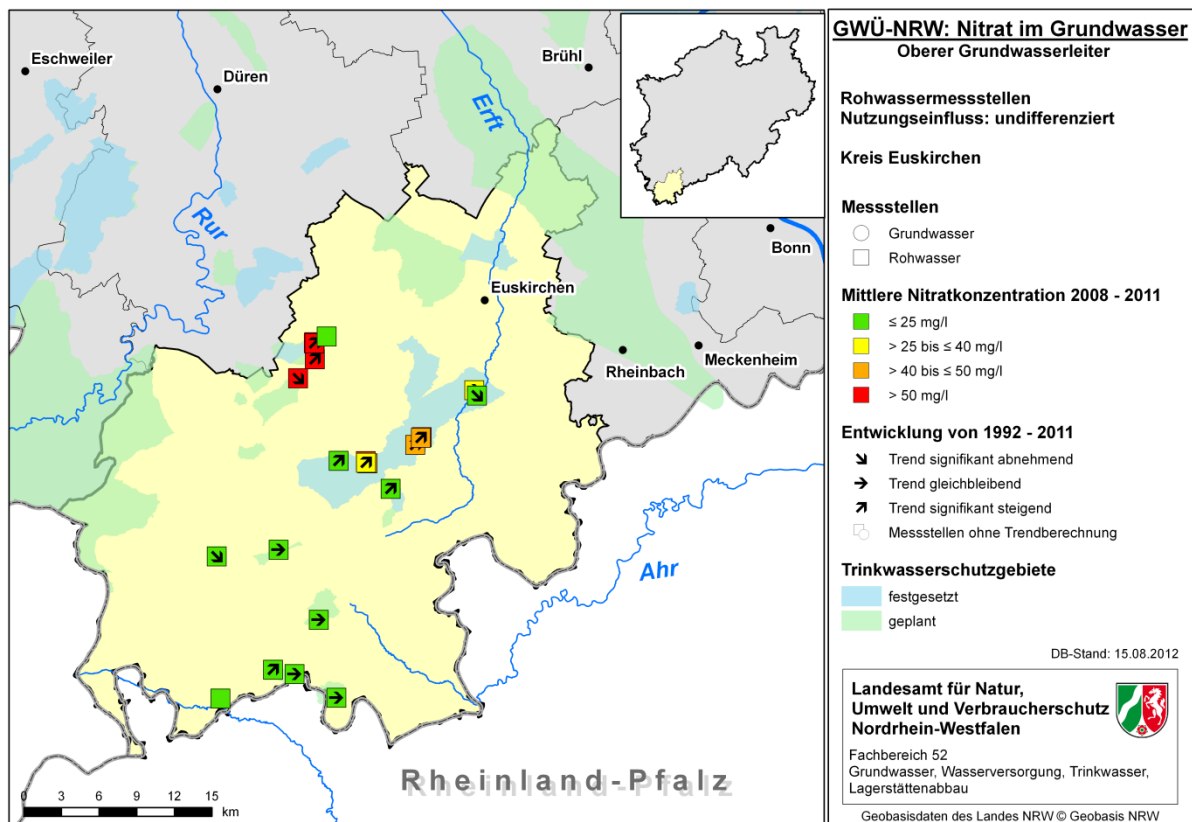 Eschweiler
Düren
Brühl
Erft
Rur
Bonn
Euskirchen
Rheinbach
Meckenheim
Ahr
Rheinland-Pfalz
0 3 6 9 12 15
km
GWÜ-NRW: Nitrat im Grundwasser
Oberer Grundwasserleiter
Rohwassermessstellen
Nutzungseinfluss: undifferenziert
Kreis Euskirchen
Messstellen
Grundwasser
Rohwasser
Mittlere Nitratkonzentration 2008 - 2011
≤ 25 mg/l
> 25 bis ≤ 40 mg/l
> 40 bis ≤ 50 mg/l
> 50 mg/l
Entwicklung von 1992 - 2011
Trend signifikant abnehmend
Trend gleichbleibend
Trend signifikant steigend
Messstellen ohne Trendberechnung
Trinkwasserschutzgebiete
festgesetzt
geplant
DB-Stand: 15.08.2012
Landesamt für Natur,
Umwelt und Verbraucherschutz
Nordrhein-Westfalen
Fachbereich 52
Grundwasser, Wasserversorgung, Trinkwasser,
Lagerstättenabbau
Geobasisdaten des Landes NRW © Geobasis NRW